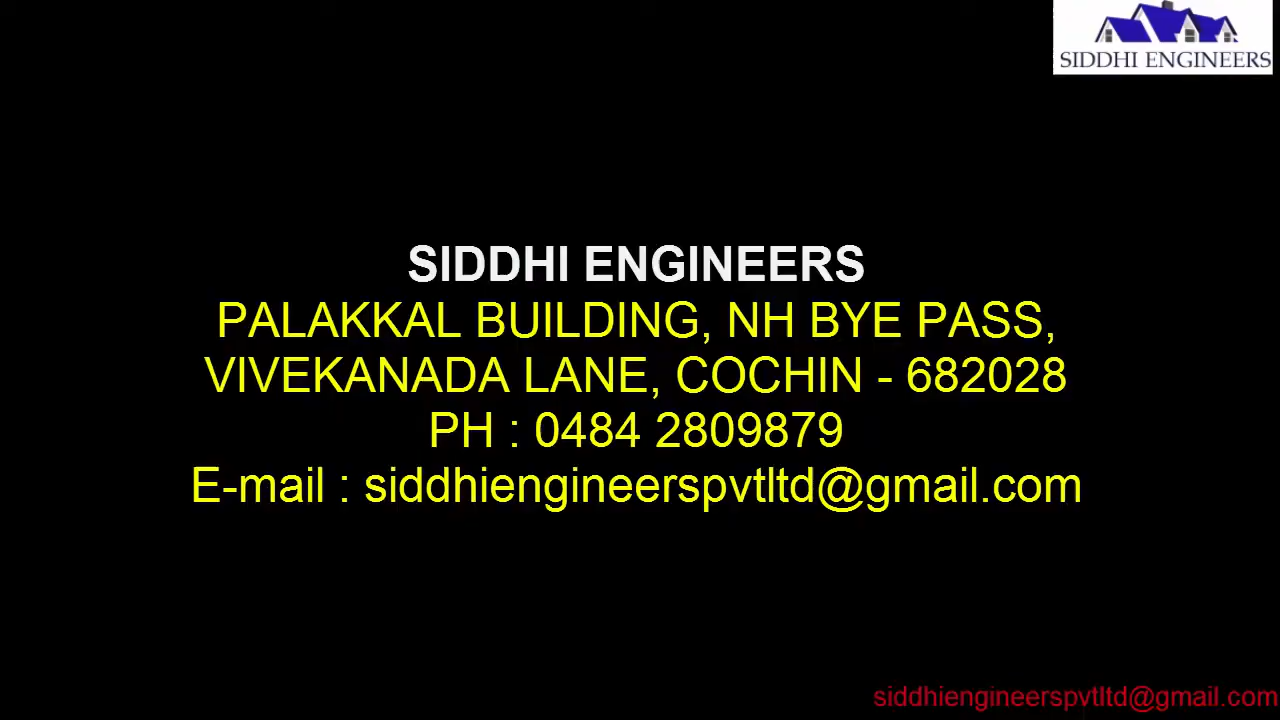 SIDDHI ENGINEERS
SIDDHI ENGINEERS
PALAKKAL BUILDING, NH BYE PASS,
VIVEKANADA LANE, COCHIN - 682028
PH : 0484 2809879
E-mail : siddhiengineerspvtltd@gmail.com
siddhiengineerspvtltd@gmail.com